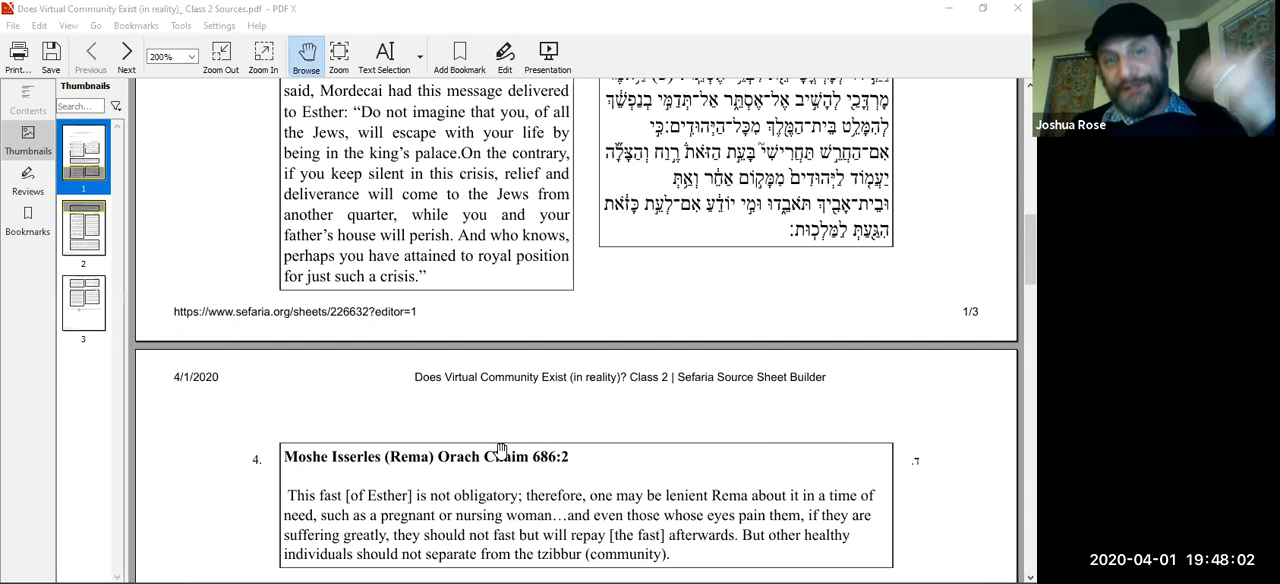 Does Virtual Community Exist (in reality)_ Class 2 Sources.pdf - PDF X
File Edit View Go Bookmarks Tools Settings Help
Print... Save Previous Next 200% Zoom Out Zoom In Browse Zoom Text Selection Add Bookmark Edit Presentation
Contents
Thumbnails
Reviews
Bookmarks
Thumbnails
Search...
1
2
3
said, Mordecai had this message delivered
to Esther: “Do not imagine that you, of all
the Jews, will escape with your life by
being in the king’s palace.On the contrary,
if you keep silent in this crisis, relief and
deliverance will come to the Jews from
another quarter, while you and your
father’s house will perish. And who knows,
perhaps you have attained to royal position
for just such a crisis.”
מׇרְדֳּכַ֖י לְהָשִׁ֣יב אֶל־אֶסְתֵּ֑ר אַל־תְּדַמִּ֣י בְנַפְשֵׁ֔ךְ
לְהִמָּלֵ֥ט בֵּית־הַמֶּ֖לֶךְ מִכׇּל־הַיְּהוּדִֽים׃כִּ֣י
אִם־הַחֲרֵ֣שׁ תַּחֲרִישִׁי֮ בָּעֵ֣ת הַזֹּאת֒ רֶ֣וַח וְהַצָּלָ֞ה
יַעֲמ֤וֹד לַיְּהוּדִים֙ מִמָּק֣וֹם אַחֵ֔ר וְאַ֥תְּ
וּבֵית־אָבִ֖יךְ תֹּאבֵ֑דוּ וּמִ֣י יוֹדֵ֔עַ אִם־לְעֵ֣ת כָּזֹ֔את
הִגַּ֖עַתְּ לַמַּלְכֽוּת׃
https://www.sefaria.org/sheets/226632?editor=1 1/3
4/1/2020 Does Virtual Community Exist (in reality)? Class 2 | Sefaria Source Sheet Builder
4. ד.
Moshe Isserles (Rema) Orach Chaim 686:2
This fast [of Esther] is not obligatory; therefore, one may be lenient Rema about it in a time of
need, such as a pregnant or nursing woman…and even those whose eyes pain them, if they are
suffering greatly, they should not fast but will repay [the fast] afterwards. But other healthy
individuals should not separate from the tzibbur (community).
Joshua Rose
2020-04-01 19:48:02